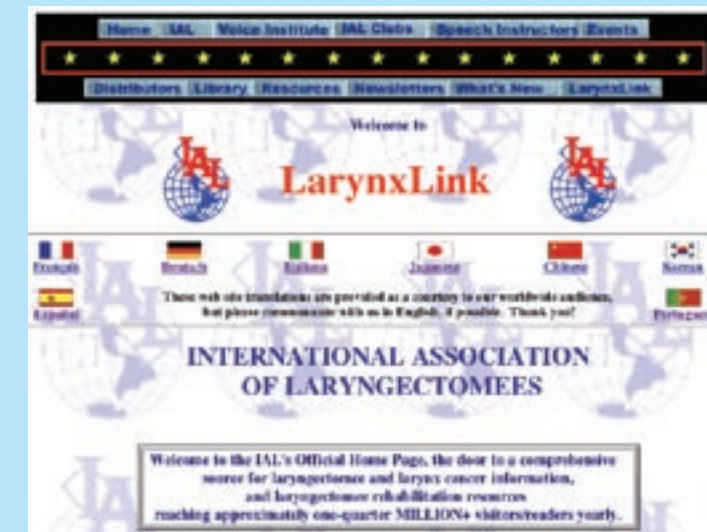 Home IAL Voice Institute IAL Clubs Speech Instructors Events
Distributors Library Resources Newsletters What's New LarynxLink
Welcome to
IAL LarynxLink IAL
Français Deutsch Italiano Japanese Chinese Korean
Español These web site translations are provided as a courtesy to our worldwide audience, Portugues
but please communicate with us in English, if possible. Thank you!
INTERNATIONAL ASSOCIATION
OF LARYNGECTOMEES
Welcome to the IAL's Official Home Page, the door to a comprehensive
source for laryngectomee and larynx cancer information,
and laryngectomee rehabilitation resources
reaching approximately one-quarter MILLION+ visitors/readers yearly.